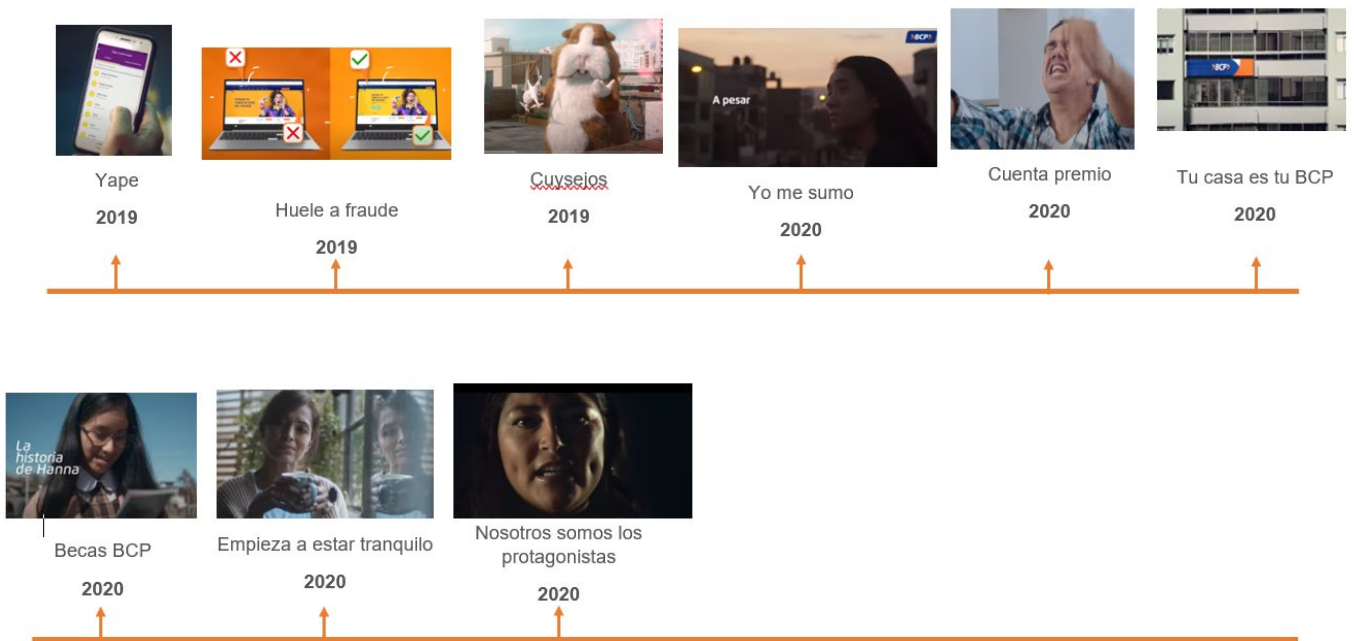 Yape
2019
Huele a fraude
2019
Cuysejos
2019
›BCP›
A pesar
Yo me sumo
2020
Cuenta premio
2020
›BCP›
Tu casa es tu BCP
2020
La
historia
de Hanna
Becas BCP
2020
Empieza a estar tranquilo
2020
Nosotros somos los
protagonistas
2020